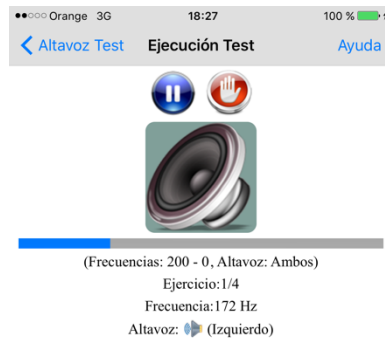 Orange 3G 18:27 100 %
Altavoz Test Ejecución Test Ayuda
(Frecuencias: 200 - 0, Altavoz: Ambos)
Ejercicio:1/4
Frecuencia:172 Hz
Altavoz: (Izquierdo)